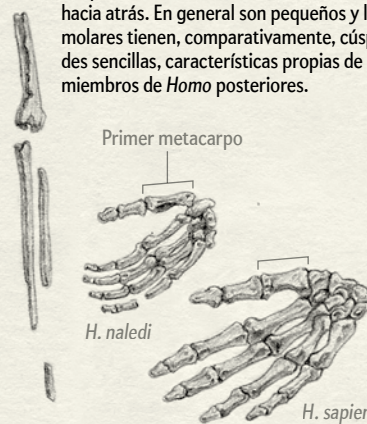 hacia atrás. En general son pequeños y l
molares tienen, comparativamente, cúsp
des sencillas, características propias de
miembros de Homo posteriores.
Primer metacarpo
H. naledi
H. sapien